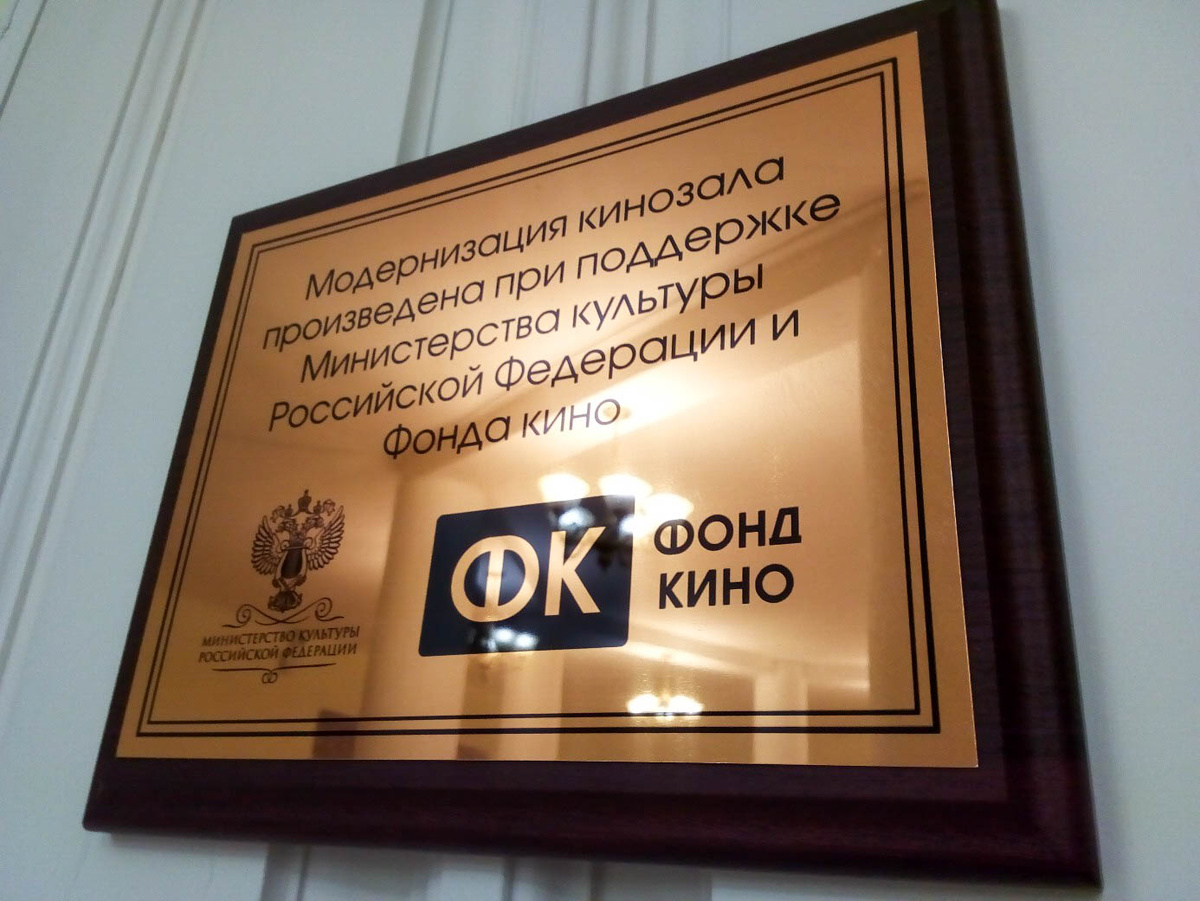 Модернизация кинозала
произведена при поддержке
Министерства культуры
Российской Федерации и
Фонда кино
МИНИСТЕРСТВО КУЛЬТУРЫ
РОССИЙСКОЙ ФЕДЕРАЦИИ
ФК
ФОНД
КИНО